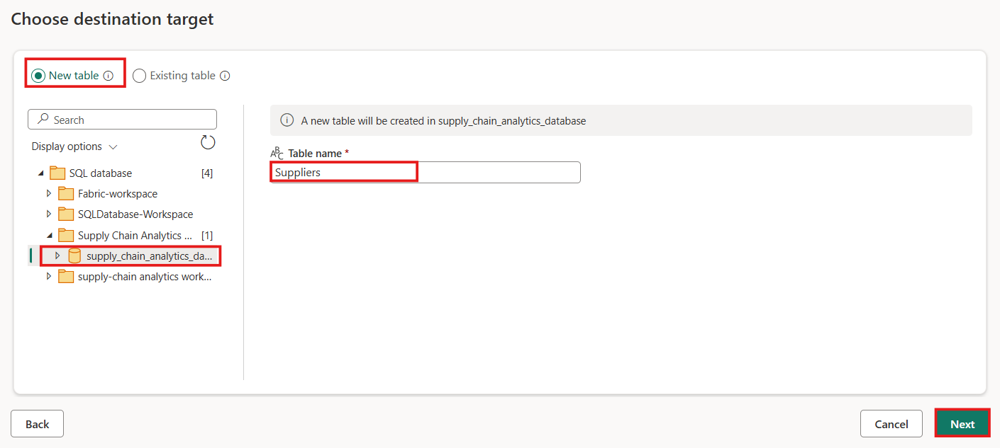 Choose destination target
New table Existing table
Search
Display options
SQL database [4]
Fabric-workspace
SQLDatabase-Workspace
Supply Chain Analytics ... [1]
supply_chain_analytics_da...
supply-chain analytics work...
A new table will be created in supply_chain_analytics_database
ABC Table name *
Suppliers
Back Cancel Next